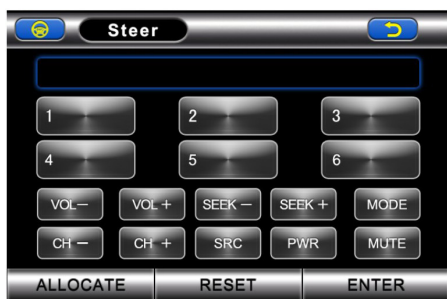 Steer
1 2 3
4 5 6
VOL− VOL + SEEK − SEEK + MODE
CH − CH + SRC PWR MUTE
ALLOCATE RESET ENTER